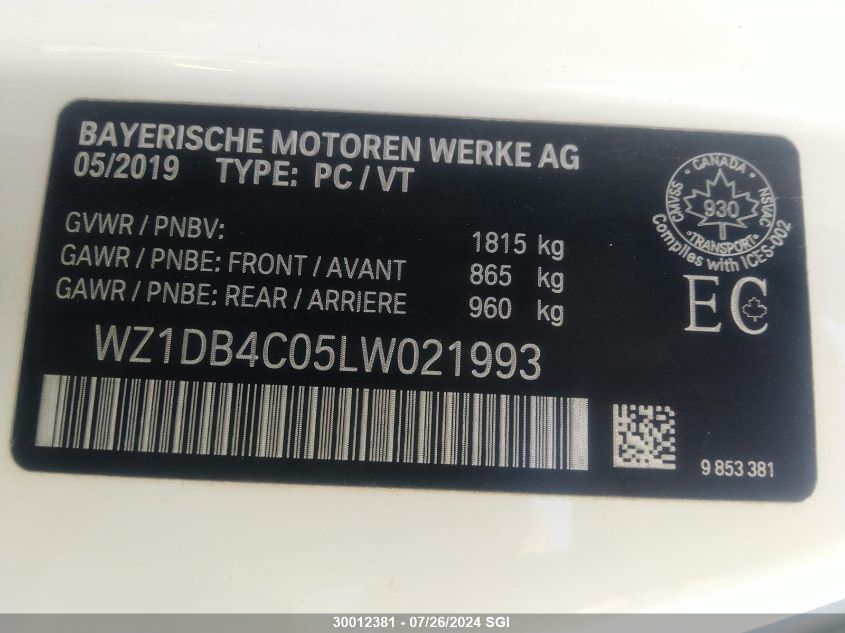 BAYERISCHE MOTOREN WERKE AG
05/2019 TYPE: PC / VT
GVWR / PNBV: 1815 kg
GAWR / PNBE: FRONT / AVANT 865 kg
GAWR / PNBE: REAR / ARRIERE 960 kg
WZ1DB4C05LW021993
CANADA
CMVSS 930 NSVAC
TRANSPORT
Complies with ICES-002
EC
9 853 381
30012381 - 07/26/2024 SGI